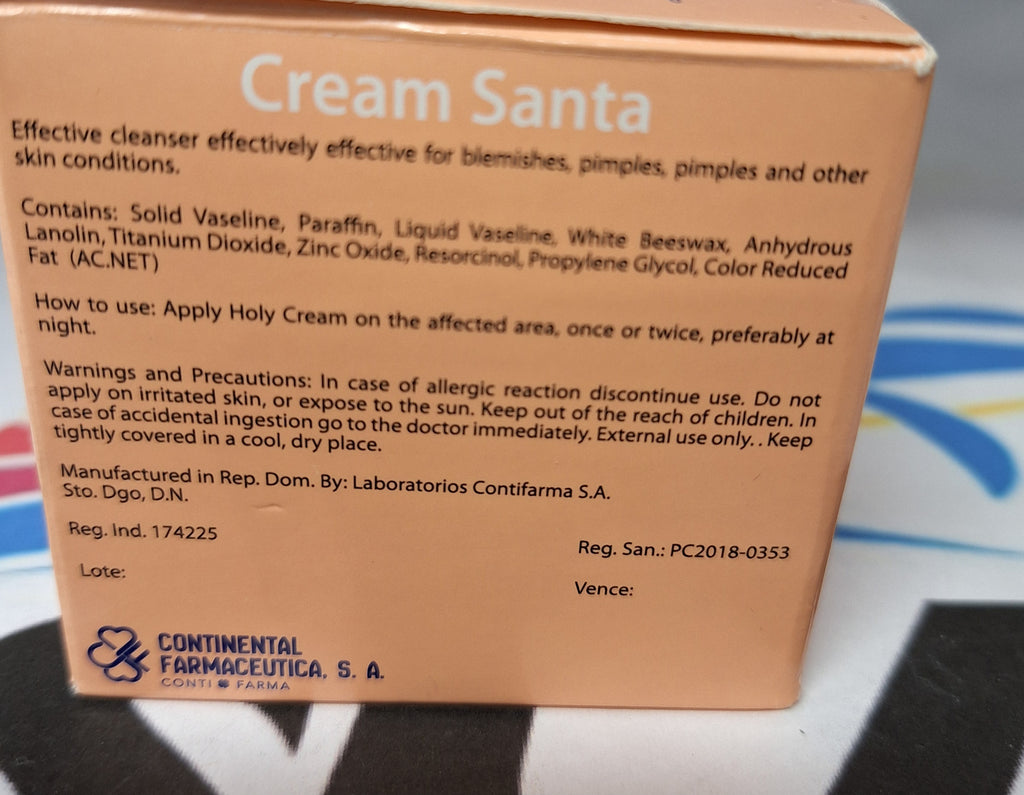 Cream Santa
Effective cleanser effectively effective for blemishes, pimples, pimples and other
skin conditions.
Contains: Solid Vaseline, Paraffin, Liquid Vaseline, White Beeswax, Anhydrous
Lanolin, Titanium Dioxide, Zinc Oxide, Resorcinol, Propylene Glycol, Color Reduced
Fat (AC.NET)
How to use: Apply Holy Cream on the affected area, once or twice, preferably at
night.
Warnings and Precautions: In case of allergic reaction discontinue use. Do not
apply on irritated skin, or expose to the sun. Keep out of the reach of children. In
case of accidental ingestion go to the doctor immediately. External use only. . Keep
tightly covered in a cool, dry place.
Manufactured in Rep. Dom. By: Laboratorios Contifarma S.A.
Sto. Dgo, D.N.
Reg. Ind. 174225
Reg. San.: PC2018-0353
Lote:
Vence:
CONTINENTAL
FARMACEUTICA, S. A.
CONTI FARMA